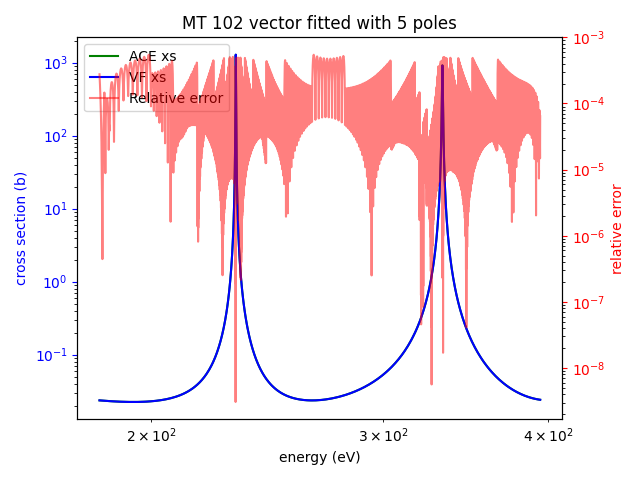 MT 102 vector fitted with 5 poles
ACE xs
VF xs
Relative error
10³
10²
10¹
10⁰
10⁻¹
cross section (b)
10⁻³
10⁻⁴
10⁻⁵
10⁻⁶
10⁻⁷
10⁻⁸
relative error
2 × 10² 3 × 10² 4 × 10²
energy (eV)